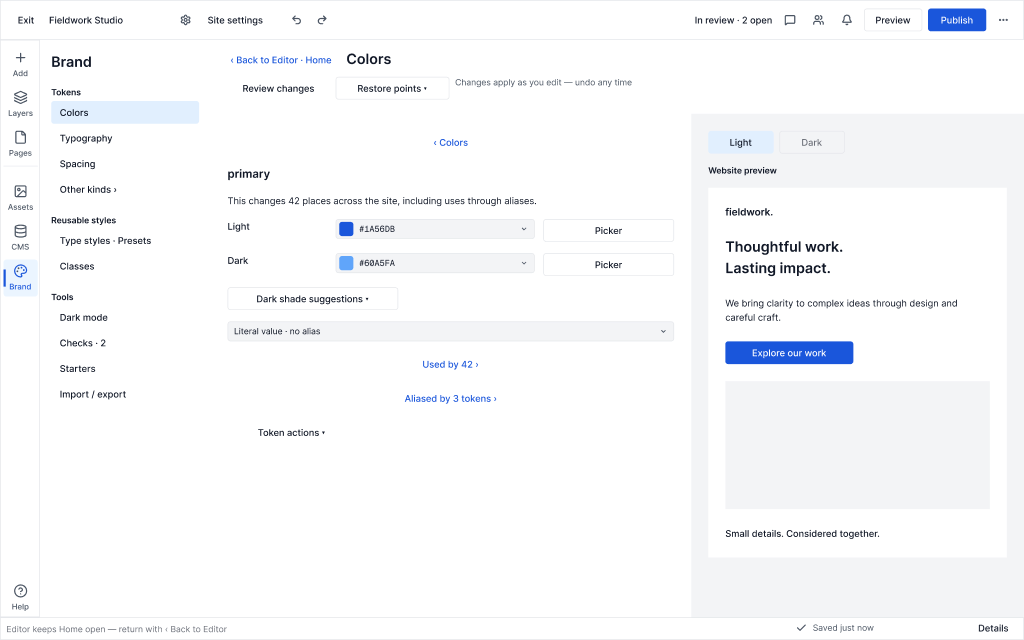 Exit
Fieldwork Studio
Site settings
In review · 2 open
Preview
Publish
Add
Layers
Pages
Assets
CMS
Brand
Help
Brand
Tokens
Colors
Typography
Spacing
Other kinds ›
Reusable styles
Type styles · Presets
Classes
Tools
Dark mode
Checks · 2
Starters
Import / export
‹ Back to Editor · Home
Colors
Review changes
Restore points ▾
Changes apply as you edit — undo any time
‹ Colors
primary
This changes 42 places across the site, including uses through aliases.
Light
#1A56DB
Picker
Dark
#60A5FA
Picker
Dark shade suggestions ▾
Literal value · no alias
Used by 42 ›
Aliased by 3 tokens ›
Token actions ▾
Light
Dark
Website preview
fieldwork.
Thoughtful work.
Lasting impact.
We bring clarity to complex ideas through design and
careful craft.
Explore our work
Small details. Considered together.
Editor keeps Home open — return with ‹ Back to Editor
Saved just now
Details